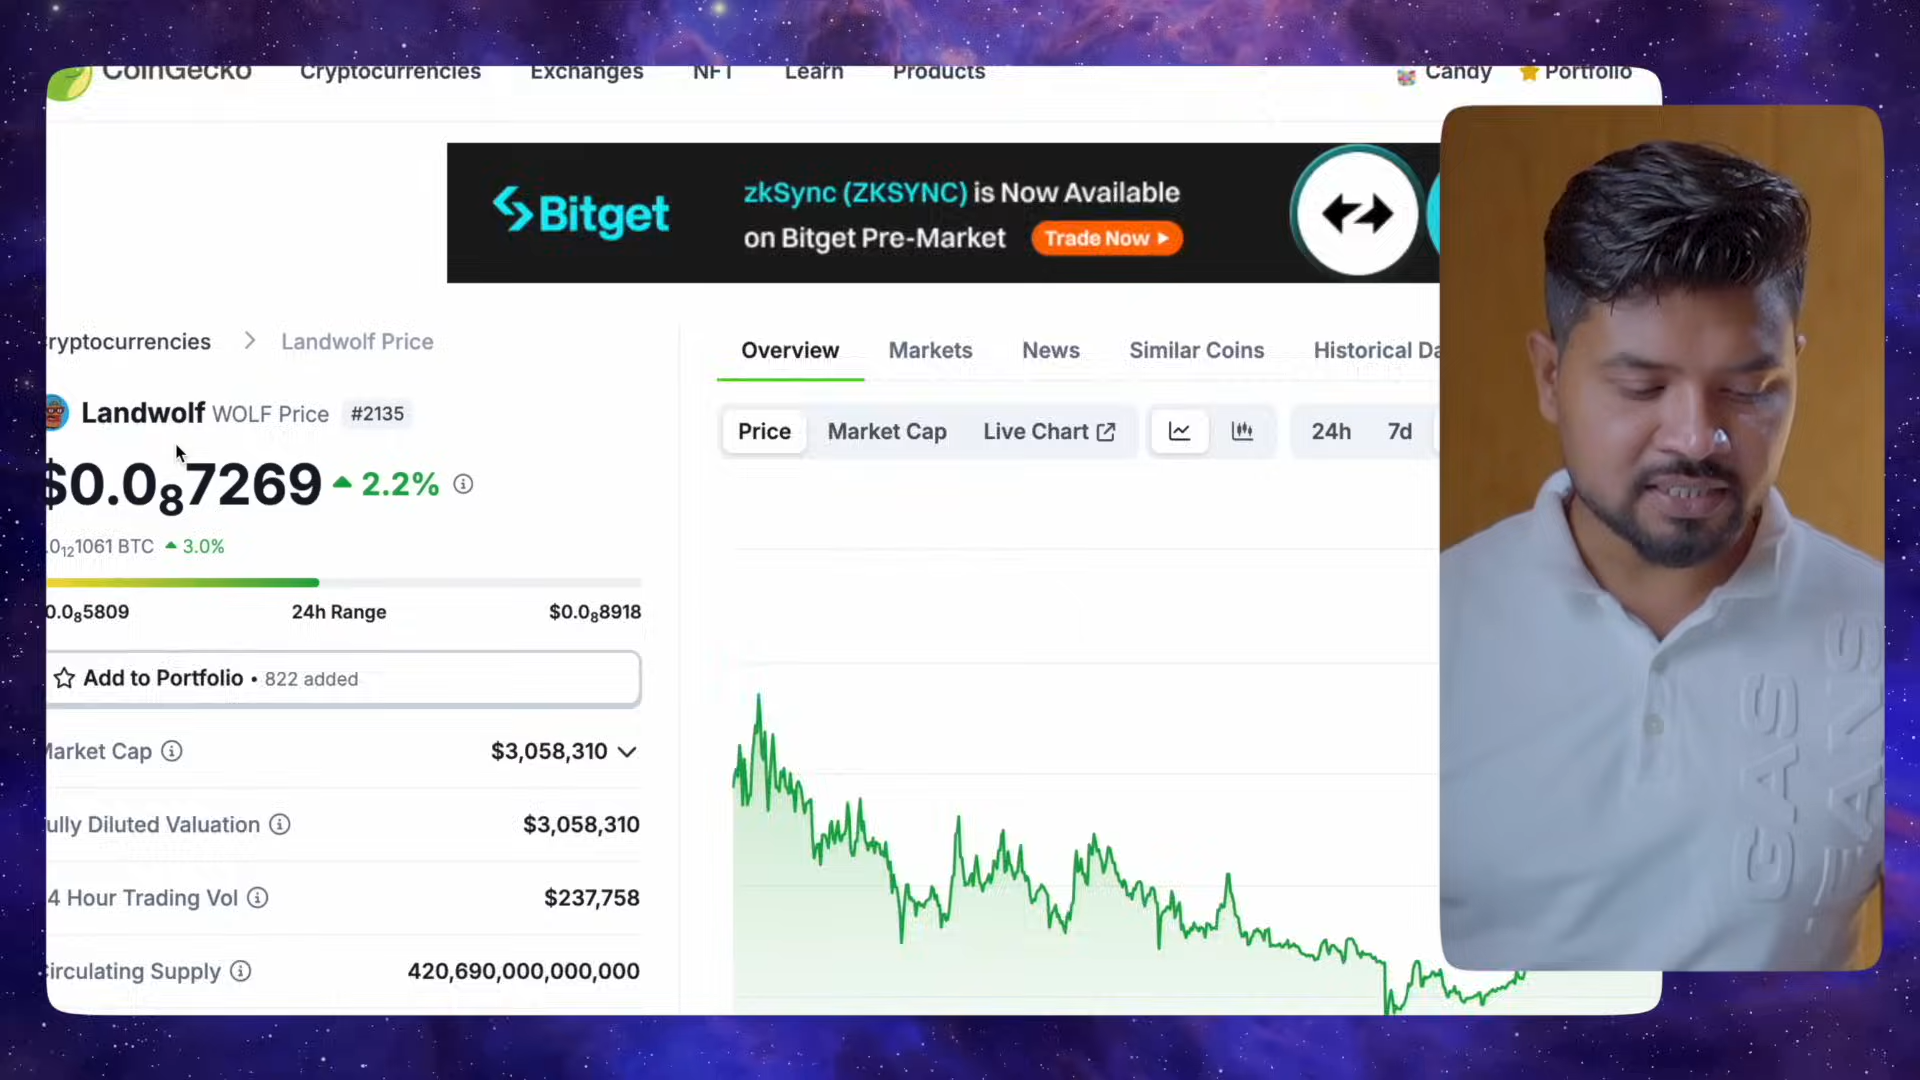 CoinGecko Cryptocurrencies Exchanges NFT Learn Products Candy Portfolio
Bitget
zkSync (ZKSYNC) is Now Available
on Bitget Pre-Market Trade Now
ryptocurrencies > Landwolf Price
Overview Markets News Similar Coins Historical Da
Landwolf WOLF Price #2135
Price Market Cap Live Chart 24h 7d
$0.0₈7269 2.2%
.0₁₂1061 BTC 3.0%
0.0₈5809 24h Range $0.0₈8918
Add to Portfolio • 822 added
Market Cap $3,058,310
ully Diluted Valuation $3,058,310
4 Hour Trading Vol $237,758
Circulating Supply 420,690,000,000,000
GAS